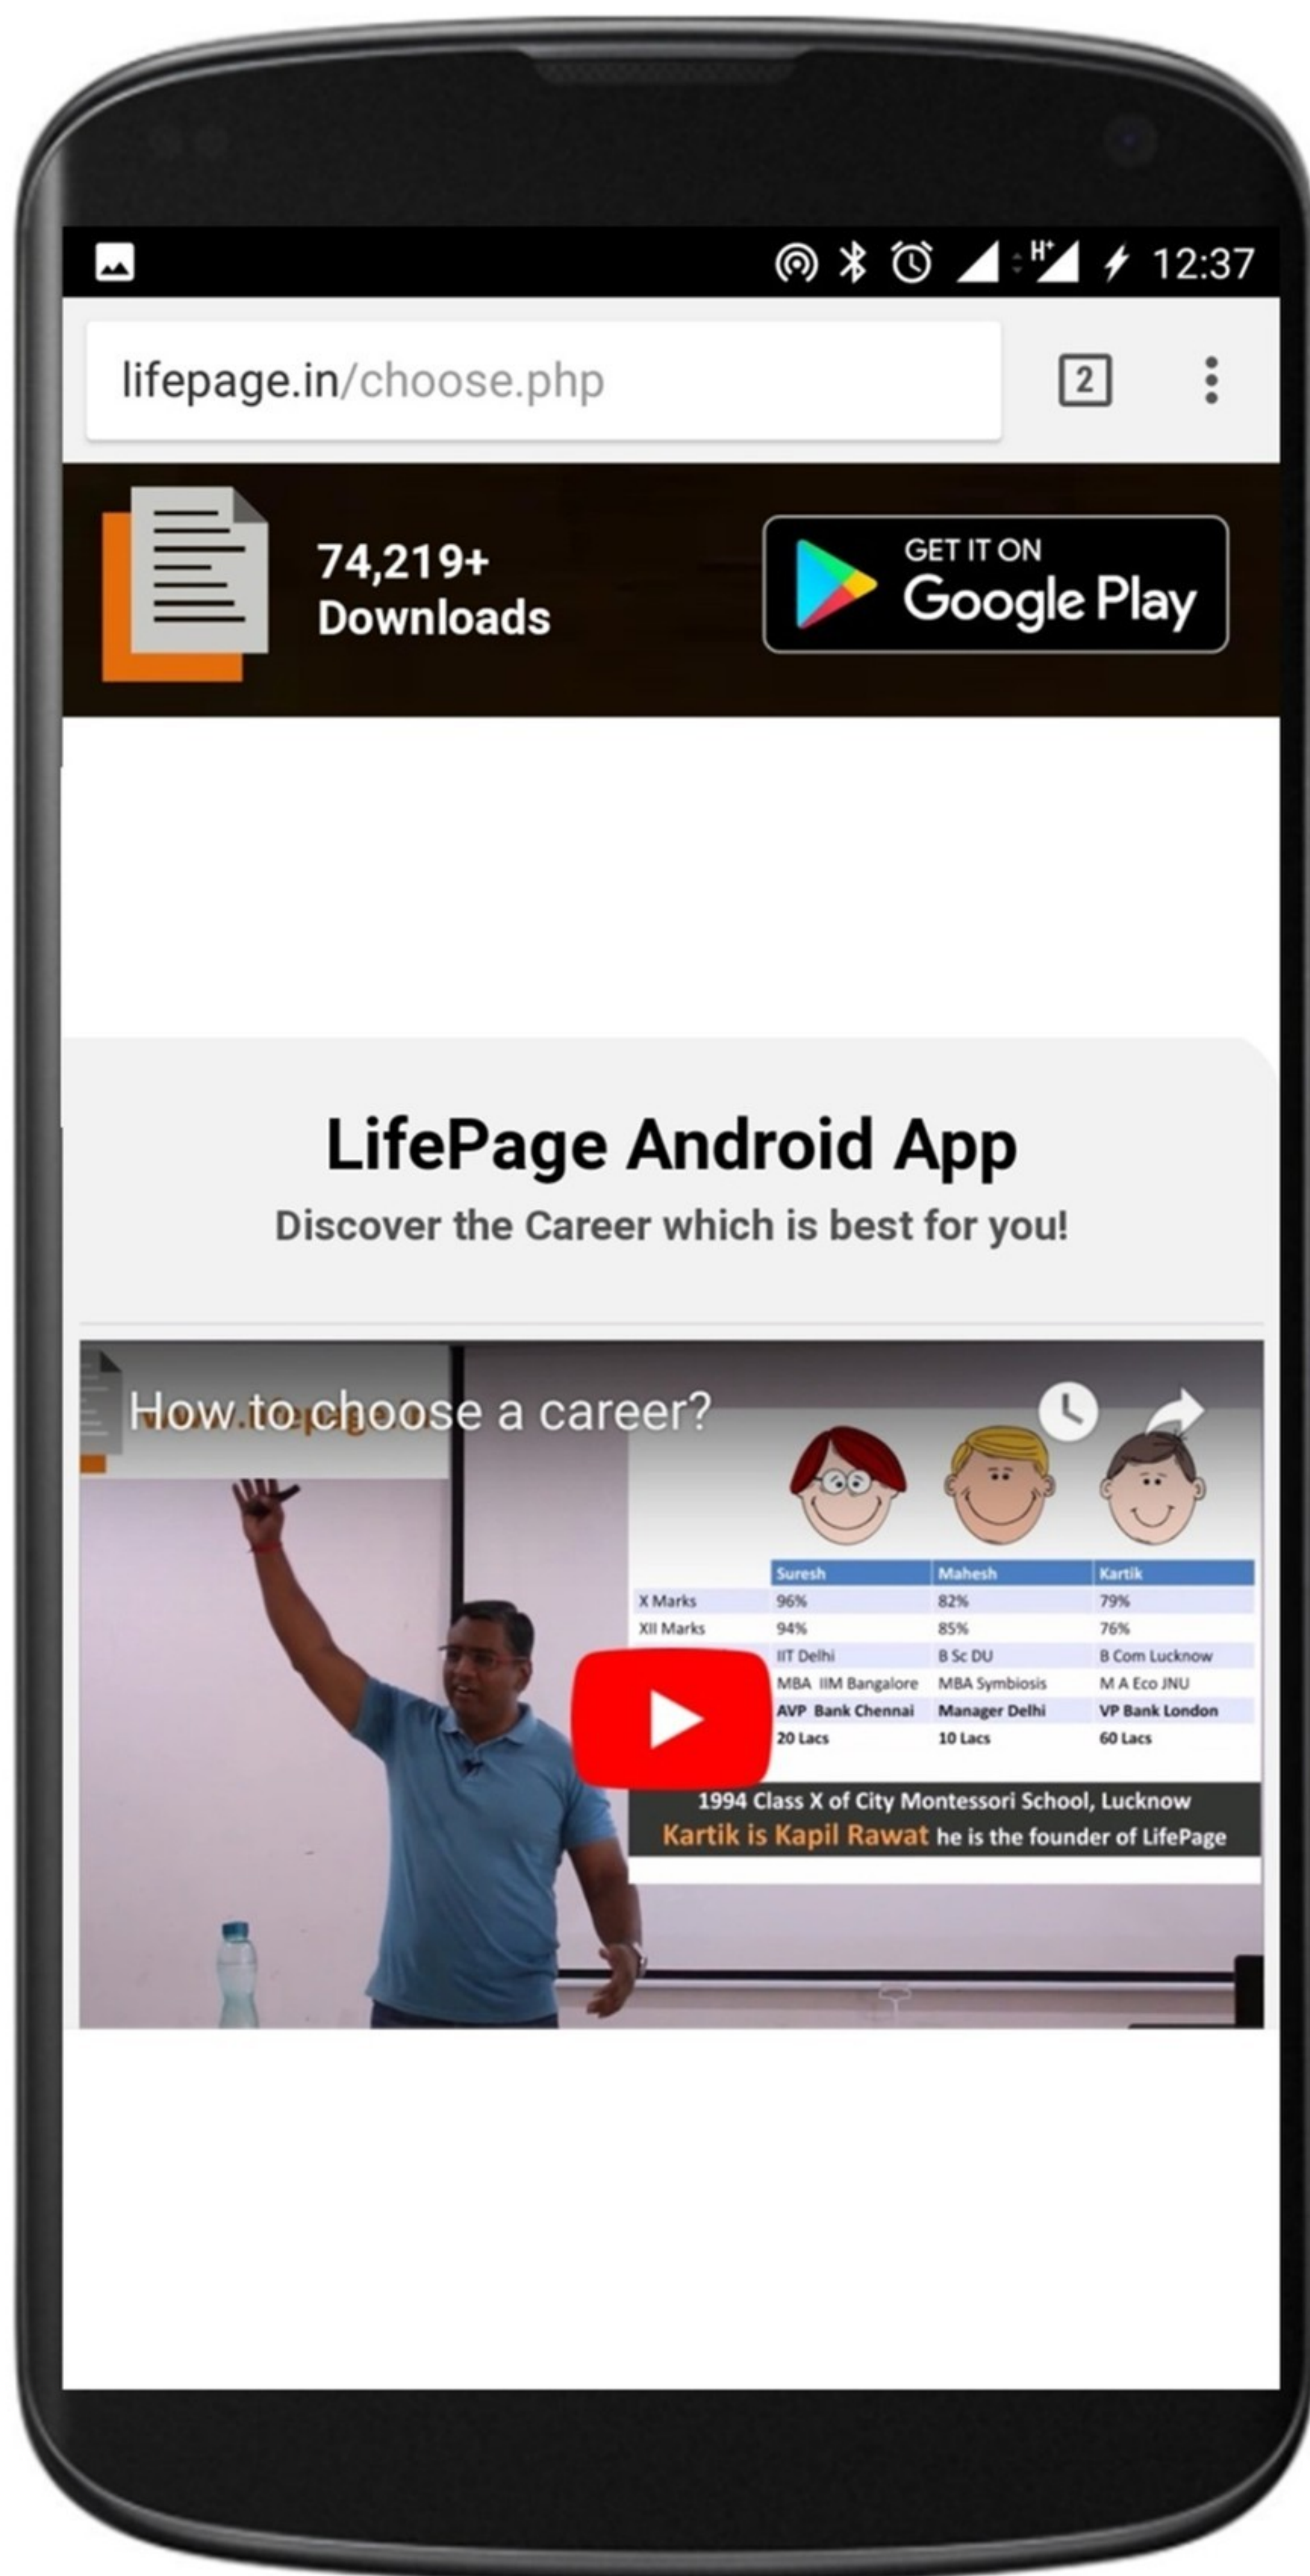 H+ 12:37
lifepage.in/choose.php
2
74,219+
Downloads
GET IT ON
Google Play
LifePage Android App
Discover the Career which is best for you!
How to choose a career?
Suresh Mahesh Kartik
X Marks 96% 82% 79%
XII Marks 94% 85% 76%
IIT Delhi B Sc DU B Com Lucknow
MBA IIM Bangalore MBA Symbiosis M A Eco JNU
AVP Bank Chennai Manager Delhi VP Bank London
20 Lacs 10 Lacs 60 Lacs
1994 Class X of City Montessori School, Lucknow
Kartik is Kapil Rawat he is the founder of LifePage